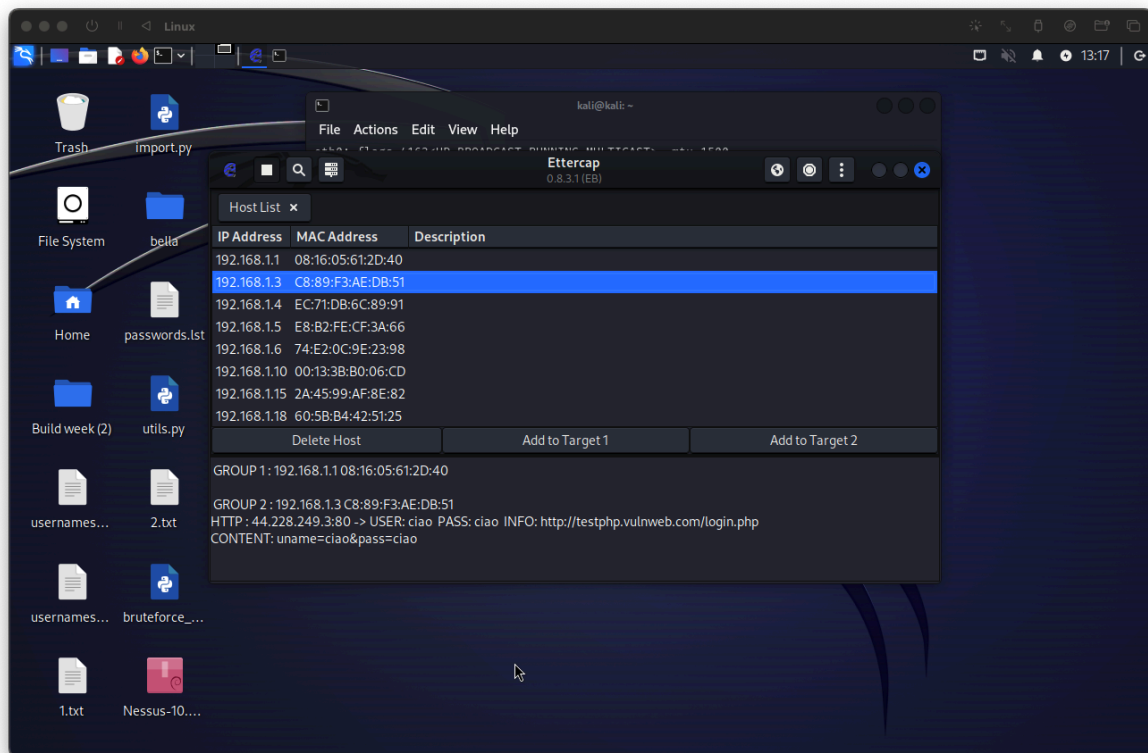 Linux
13:17
Trash
import.py
File System
bella
Home
passwords.lst
Build week (2)
utils.py
usernames...
2.txt
usernames...
bruteforce_...
1.txt
Nessus-10....
kali@kali: ~
File Actions Edit View Help
Ettercap
0.8.3.1 (EB)
Host List ×
IP Address MAC Address Description
192.168.1.1 08:16:05:61:2D:40
192.168.1.3 C8:89:F3:AE:DB:51
192.168.1.4 EC:71:DB:6C:89:91
192.168.1.5 E8:B2:FE:CF:3A:66
192.168.1.6 74:E2:0C:9E:23:98
192.168.1.10 00:13:3B:B0:06:CD
192.168.1.15 2A:45:99:AF:8E:82
192.168.1.18 60:5B:B4:42:51:25
Delete Host Add to Target 1 Add to Target 2
GROUP 1 : 192.168.1.1 08:16:05:61:2D:40
GROUP 2 : 192.168.1.3 C8:89:F3:AE:DB:51
HTTP : 44.228.249.3:80 -> USER: ciao PASS: ciao INFO: http://testphp.vulnweb.com/login.php
CONTENT: uname=ciao&pass=ciao